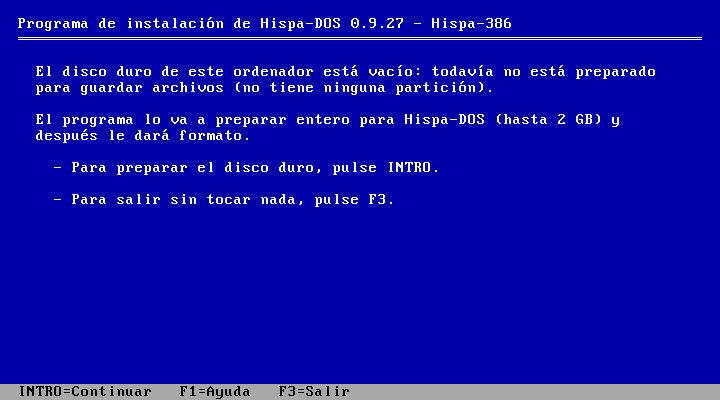 Programa de instalación de Hispa-DOS 0.9.27 - Hispa-386
El disco duro de este ordenador está vacío: todavía no está preparado
para guardar archivos (no tiene ninguna partición).
El programa lo va a preparar entero para Hispa-DOS (hasta 2 GB) y
después le dará formato.
- Para preparar el disco duro, pulse INTRO.
- Para salir sin tocar nada, pulse F3.
INTRO=Continuar   F1=Ayuda   F3=Salir